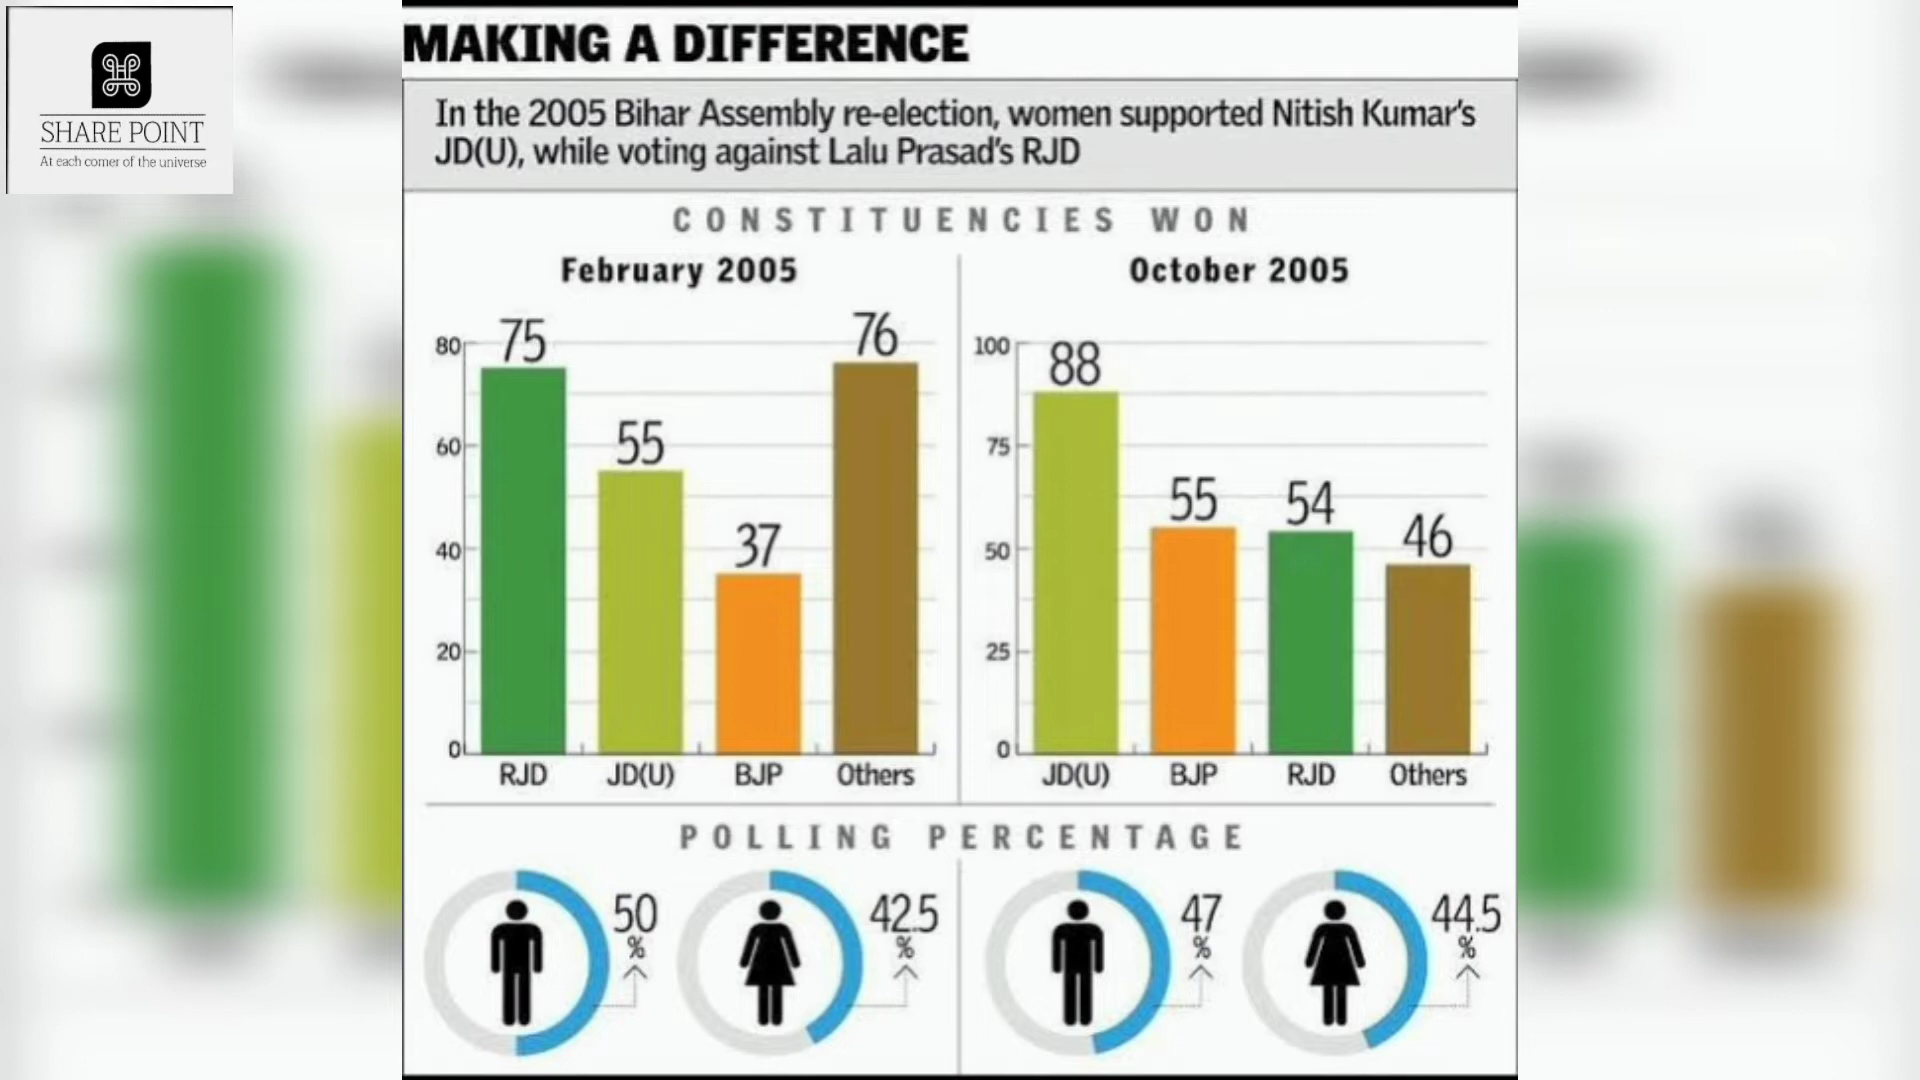 SHARE POINT
At each corner of the universe
MAKING A DIFFERENCE
In the 2005 Bihar Assembly re-election, women supported Nitish Kumar's
JD(U), while voting against Lalu Prasad's RJD
CONSTITUENCIES WON
February 2005
80
60
40
20
0
75
55
37
76
RJD
JD(U)
BJP
Others
October 2005
100
75
50
25
0
88
55
54
46
JD(U)
BJP
RJD
Others
POLLING PERCENTAGE
50
%
42.5
%
47
%
44.5
%